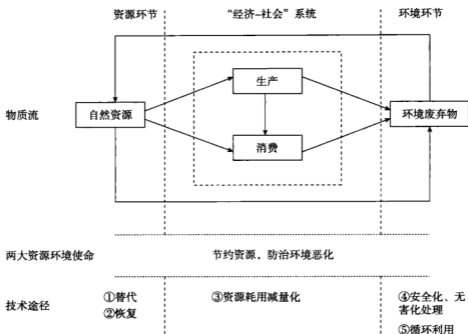 资源环节
“经济-社会”系统
环境环节
物质流
自然资源
生产
消费
环境废弃物
两大资源环境使命
节约资源，防治环境恶化
技术途径
①替代
②恢复
③资源耗用减量化
④安全化、无
害化处理
⑤循环利用